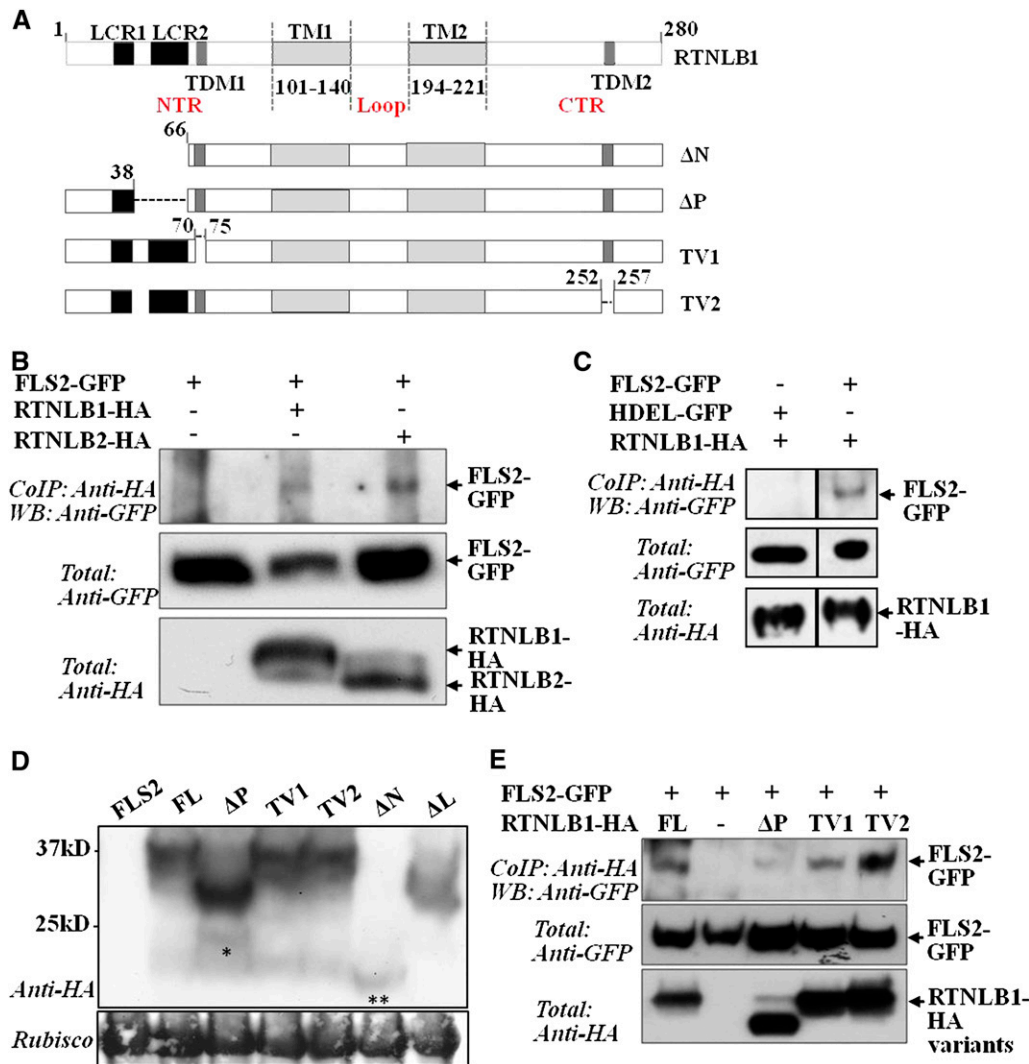 A
1 LCR1 LCR2 TM1 TM2 280
RTNLB1
TDM1 101-140 194-221 TDM2
NTR Loop CTR
66
ΔN
38
ΔP
70 75
TV1
252 257
TV2
B
FLS2-GFP + + +
RTNLB1-HA - + -
RTNLB2-HA - - +
CoIP: Anti-HA
WB: Anti-GFP
FLS2-
GFP
Total:
Anti-GFP
FLS2-
GFP
Total:
Anti-HA
RTNLB1-
HA
RTNLB2-
HA
C
FLS2-GFP - +
HDEL-GFP + -
RTNLB1-HA + +
CoIP: Anti-HA
WB: Anti-GFP
FLS2-
GFP
Total:
Anti-GFP
Total:
Anti-HA
RTNLB1
-HA
D
FLS2 FL ΔP TV1 TV2 ΔN ΔL
37kD
25kD
*
**
Anti-HA
Rubisco
E
FLS2-GFP + + + + +
RTNLB1-HA FL - ΔP TV1 TV2
CoIP: Anti-HA
WB: Anti-GFP
FLS2-
GFP
Total:
Anti-GFP
FLS2-
GFP
Total:
Anti-HA
RTNLB1-
HA
variants